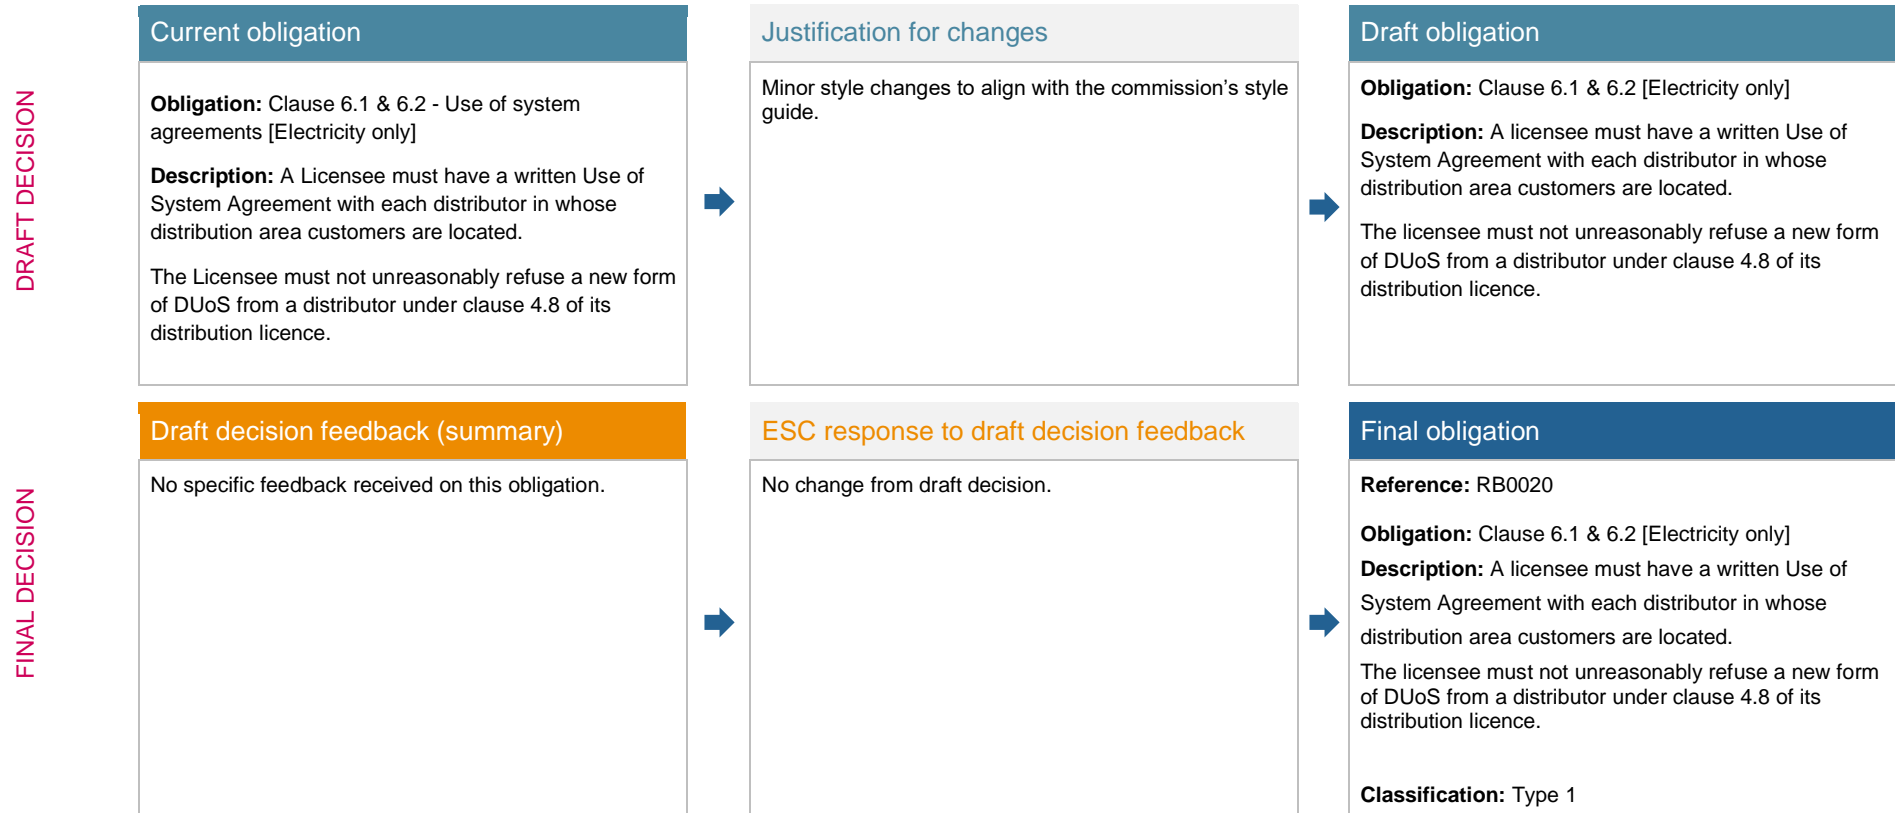 DRAFT DECISION
Current obligation
Obligation: Clause 6.1 & 6.2 - Use of system
agreements [Electricity only]
Description: A Licensee must have a written Use of
System Agreement with each distributor in whose
distribution area customers are located.
The Licensee must not unreasonably refuse a new form
of DUoS from a distributor under clause 4.8 of its
distribution licence.
Justification for changes
Minor style changes to align with the commission's style
guide.
Draft obligation
Obligation: Clause 6.1 & 6.2 [Electricity only]
Description: A licensee must have a written Use of
System Agreement with each distributor in whose
distribution area customers are located.
The licensee must not unreasonably refuse a new form
of DUoS from a distributor under clause 4.8 of its
distribution licence.
FINAL DECISION
Draft decision feedback (summary)
No specific feedback received on this obligation.
ESC response to draft decision feedback
No change from draft decision.
Final obligation
Reference: RB0020
Obligation: Clause 6.1 & 6.2 [Electricity only]
Description: A licensee must have a written Use of
System Agreement with each distributor in whose
distribution area customers are located.
The licensee must not unreasonably refuse a new form
of DUoS from a distributor under clause 4.8 of its
distribution licence.
Classification: Type 1